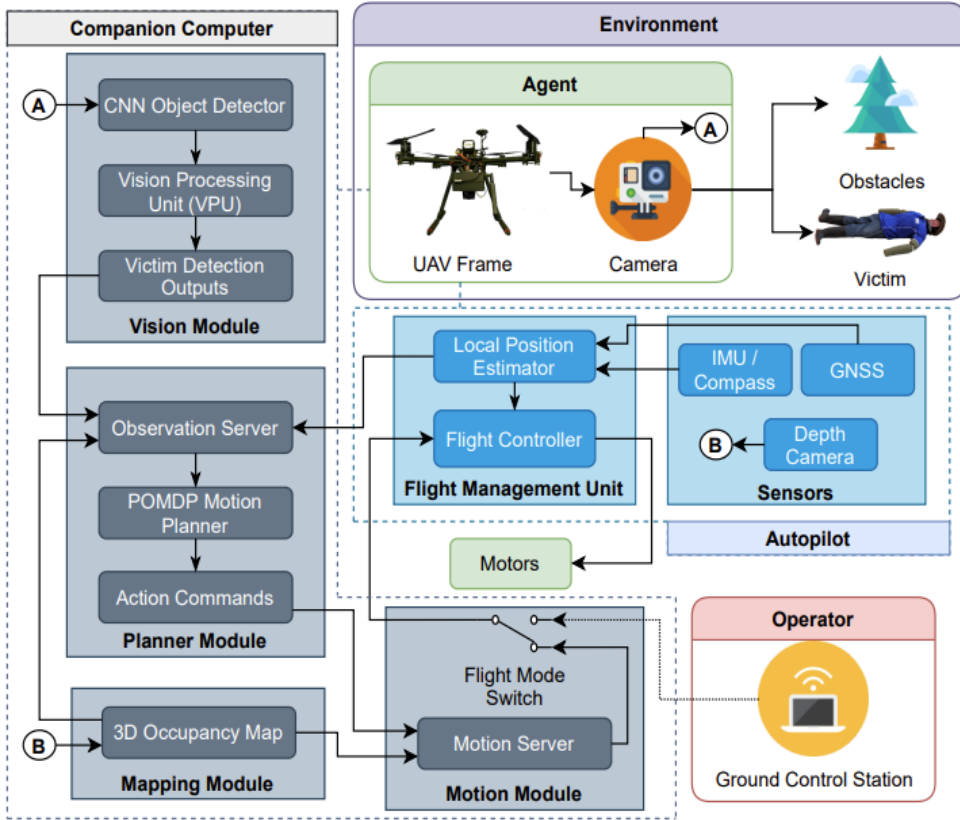 Companion Computer
A
CNN Object Detector
Vision Processing
Unit (VPU)
Victim Detection
Outputs
Vision Module
Observation Server
POMDP Motion
Planner
Action Commands
Planner Module
B
3D Occupancy Map
Mapping Module
Environment
Agent
UAV Frame
A
Camera
Obstacles
Victim
Local Position
Estimator
Flight Controller
Flight Management Unit
IMU /
Compass
GNSS
B
Depth
Camera
Sensors
Autopilot
Motors
Flight Mode
Switch
Motion Server
Motion Module
Operator
Ground Control Station